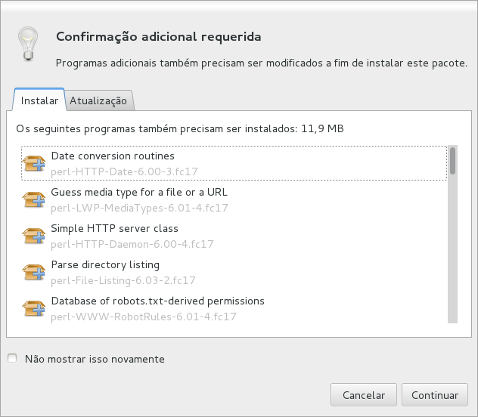 Confirmação adicional requerida
Programas adicionais também precisam ser modificados a fim de instalar este pacote.
Instalar
Atualização
Os seguintes programas também precisam ser instalados: 11,9 MB
Date conversion routines
perl-HTTP-Date-6.00-3.fc17
Guess media type for a file or a URL
perl-LWP-MediaTypes-6.01-4.fc17
Simple HTTP server class
perl-HTTP-Daemon-6.00-4.fc17
Parse directory listing
perl-File-Listing-6.03-2.fc17
Database of robots.txt-derived permissions
perl-WWW-RobotRules-6.01-4.fc17
Não mostrar isso novamente
Cancelar
Continuar